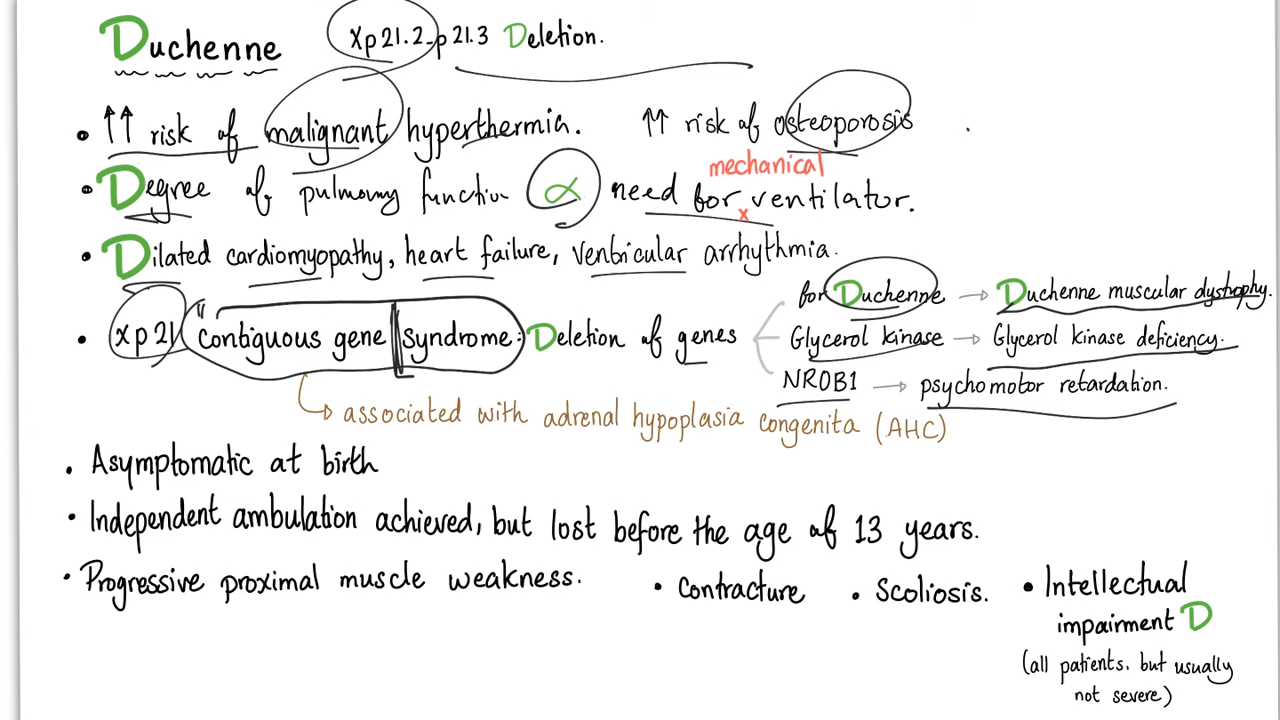 Duchenne Xp21.2-p21.3 Deletion.
• ↑↑ risk of malignant hyperthermia. ↑↑ risk of osteoporosis
• Degree of pulmonary function α need for mechanical ventilator.
• Dilated cardiomyopathy, heart failure, ventricular arrhythmia.
• Xp21 "Contiguous gene syndrome: Deletion of genes
for Duchenne → Duchenne muscular dystrophy.
Glycerol kinase → Glycerol kinase deficiency.
NROB1 → psychomotor retardation.
↳ associated with adrenal hypoplasia congenita (AHC)
• Asymptomatic at birth
• Independent ambulation achieved, but lost before the age of 13 years.
• Progressive proximal muscle weakness. • Contracture • Scoliosis. • Intellectual
impairment D
(all patients, but usually
not severe)